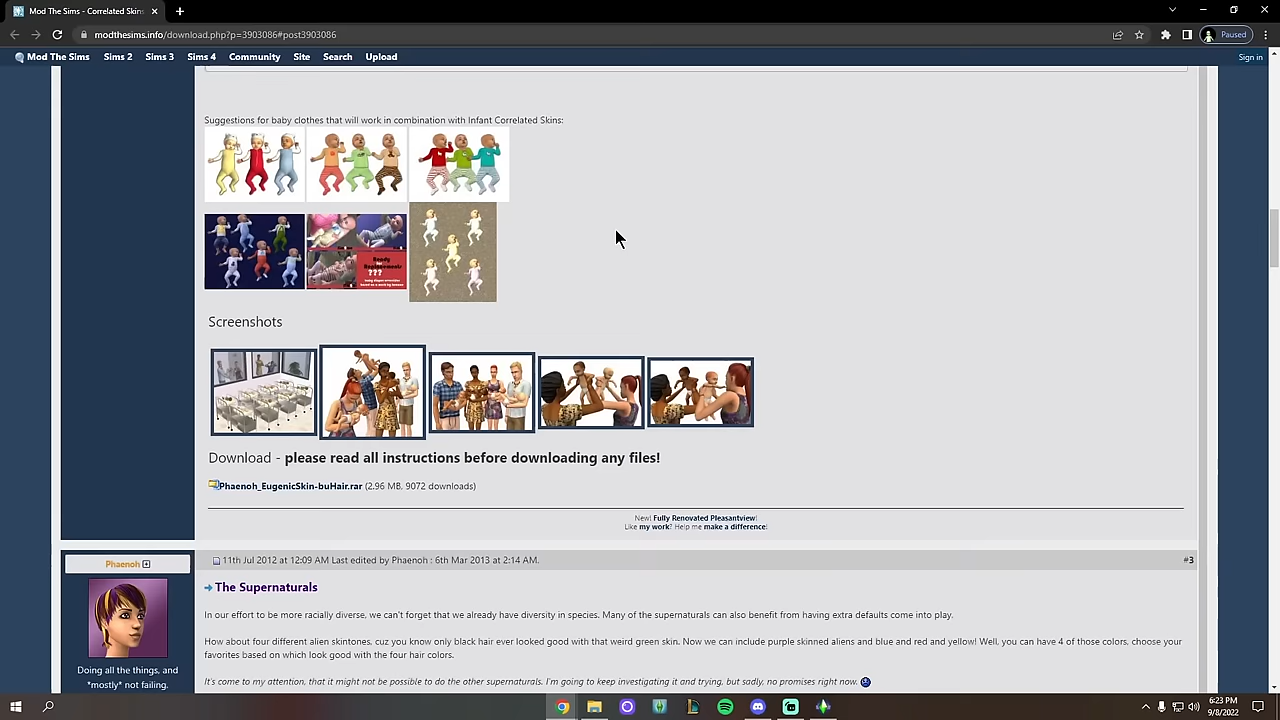 Mod The Sims - Correlated Skins
modthesims.info/download.php?p=3903086#post3903086
Paused
Mod The Sims Sims 2 Sims 3 Sims 4 Community Site Search Upload Sign in
Suggestions for baby clothes that will work in combination with Infant Correlated Skins:
Ready
???
Screenshots
Download - please read all instructions before downloading any files!
Phaenoh_EugenicSkin-buHair.rar (2.96 MB, 9072 downloads)
New! Fully Renovated Pleasantview!
Like my work? Help me make a difference!
Phaenoh
11th Jul 2012 at 12:09 AM Last edited by Phaenoh : 6th Mar 2013 at 2:14 AM.
#3
The Supernaturals
In our effort to be more racially diverse, we can't forget that we already have diversity in species. Many of the supernaturals can also benefit from having extra defaults come into play.
How about four different alien skintones, cuz you know only black hair ever looked good with that weird green skin. Now we can include purple skinned aliens and blue and red and yellow! Well, you can have 4 of those colors, choose your
favorites based on which look good with the four hair colors.
It's come to my attention, that it might not be possible to do the other supernaturals. I'm going to keep investigating it and trying, but sadly, no promises right now.
Doing all the things, and
*mostly* not failing.
6:23 PM
9/8/2022